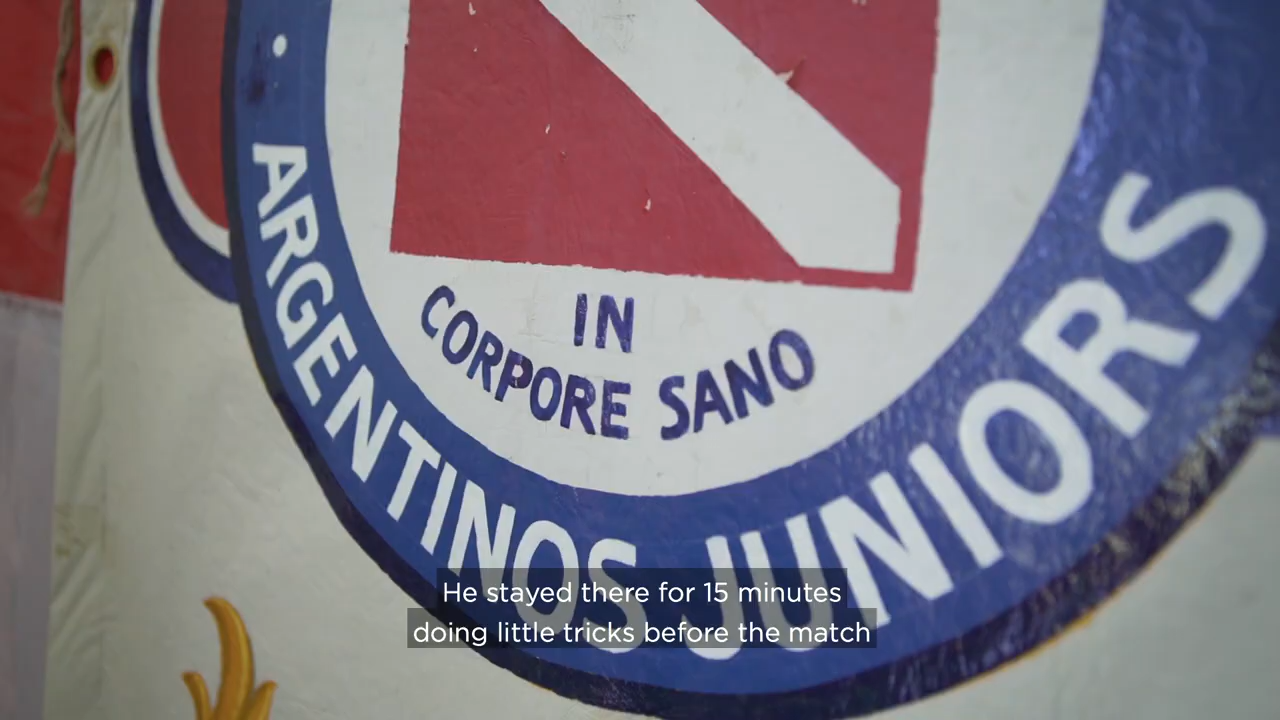 IN
CORPORE SANO
ARGENTINOS JUNIORS
He stayed there for 15 minutes
doing little tricks before the match